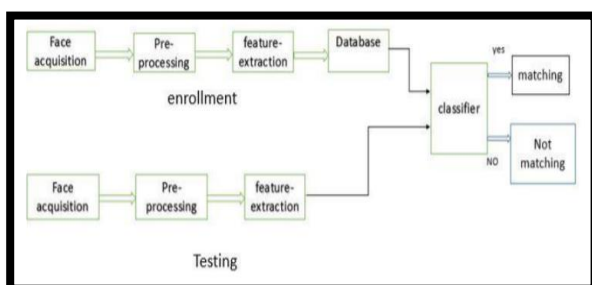 Face
acquisition
Pre-
processing
feature-
extraction
Database
enrollment
classifier
yes
matching
NO
Not
matching
Face
acquisition
Pre-
processing
feature-
extraction
Testing